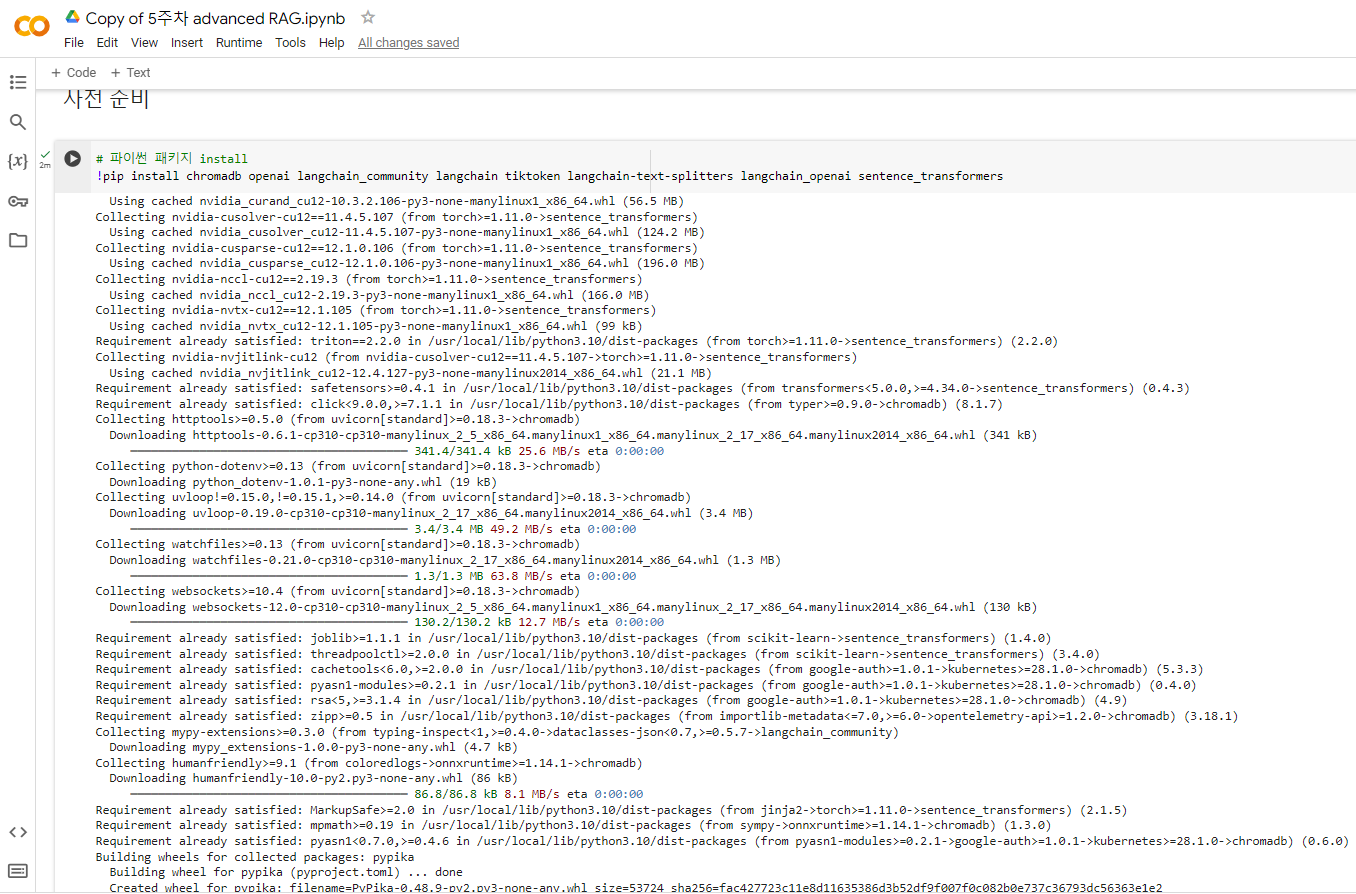 Copy of 5주차 advanced RAG.ipynb
File Edit View Insert Runtime Tools Help All changes saved
+ Code + Text
사전 준비
{x}
2m
# 파이썬 패키지 install
!pip install chromadb openai langchain_community langchain tiktoken langchain-text-splitters langchain_openai sentence_transformers
Using cached nvidia_curand_cu12-10.3.2.106-py3-none-manylinux1_x86_64.whl (56.5 MB)
Collecting nvidia-cusolver-cu12==11.4.5.107 (from torch>=1.11.0->sentence_transformers)
Using cached nvidia_cusolver_cu12-11.4.5.107-py3-none-manylinux1_x86_64.whl (124.2 MB)
Collecting nvidia-cusparse-cu12==12.1.0.106 (from torch>=1.11.0->sentence_transformers)
Using cached nvidia_cusparse_cu12-12.1.0.106-py3-none-manylinux1_x86_64.whl (196.0 MB)
Collecting nvidia-nccl-cu12==2.19.3 (from torch>=1.11.0->sentence_transformers)
Using cached nvidia_nccl_cu12-2.19.3-py3-none-manylinux1_x86_64.whl (166.0 MB)
Collecting nvidia-nvtx-cu12==12.1.105 (from torch>=1.11.0->sentence_transformers)
Using cached nvidia_nvtx_cu12-12.1.105-py3-none-manylinux1_x86_64.whl (99 kB)
Requirement already satisfied: triton==2.2.0 in /usr/local/lib/python3.10/dist-packages (from torch>=1.11.0->sentence_transformers) (2.2.0)
Collecting nvidia-nvjitlink-cu12 (from nvidia-cusolver-cu12==11.4.5.107->torch>=1.11.0->sentence_transformers)
Using cached nvidia_nvjitlink_cu12-12.4.127-py3-none-manylinux2014_x86_64.whl (21.1 MB)
Requirement already satisfied: safetensors>=0.4.1 in /usr/local/lib/python3.10/dist-packages (from transformers<5.0.0,>=4.34.0->sentence_transformers) (0.4.3)
Requirement already satisfied: click<9.0.0,>=7.1.1 in /usr/local/lib/python3.10/dist-packages (from typer>=0.9.0->chromadb) (8.1.7)
Collecting httptools>=0.5.0 (from uvicorn[standard]>=0.18.3->chromadb)
Downloading httptools-0.6.1-cp310-cp310-manylinux_2_5_x86_64.manylinux1_x86_64.manylinux_2_17_x86_64.manylinux2014_x86_64.whl (341 kB)
341.4/341.4 kB 25.6 MB/s eta 0:00:00
Collecting python-dotenv>=0.13 (from uvicorn[standard]>=0.18.3->chromadb)
Downloading python_dotenv-1.0.1-py3-none-any.whl (19 kB)
Collecting uvloop!=0.15.0,!=0.15.1,>=0.14.0 (from uvicorn[standard]>=0.18.3->chromadb)
Downloading uvloop-0.19.0-cp310-cp310-manylinux_2_17_x86_64.manylinux2014_x86_64.whl (3.4 MB)
3.4/3.4 MB 49.2 MB/s eta 0:00:00
Collecting watchfiles>=0.13 (from uvicorn[standard]>=0.18.3->chromadb)
Downloading watchfiles-0.21.0-cp310-cp310-manylinux_2_17_x86_64.manylinux2014_x86_64.whl (1.3 MB)
1.3/1.3 MB 63.8 MB/s eta 0:00:00
Collecting websockets>=10.4 (from uvicorn[standard]>=0.18.3->chromadb)
Downloading websockets-12.0-cp310-cp310-manylinux_2_5_x86_64.manylinux1_x86_64.manylinux_2_17_x86_64.manylinux2014_x86_64.whl (130 kB)
130.2/130.2 kB 12.7 MB/s eta 0:00:00
Requirement already satisfied: joblib>=1.1.1 in /usr/local/lib/python3.10/dist-packages (from scikit-learn->sentence_transformers) (1.4.0)
Requirement already satisfied: threadpoolctl>=2.0.0 in /usr/local/lib/python3.10/dist-packages (from scikit-learn->sentence_transformers) (3.4.0)
Requirement already satisfied: cachetools<6.0,>=2.0.0 in /usr/local/lib/python3.10/dist-packages (from google-auth>=1.0.1->kubernetes>=28.1.0->chromadb) (5.3.3)
Requirement already satisfied: pyasn1-modules>=0.2.1 in /usr/local/lib/python3.10/dist-packages (from google-auth>=1.0.1->kubernetes>=28.1.0->chromadb) (0.4.0)
Requirement already satisfied: rsa<5,>=3.1.4 in /usr/local/lib/python3.10/dist-packages (from google-auth>=1.0.1->kubernetes>=28.1.0->chromadb) (4.9)
Requirement already satisfied: zipp>=0.5 in /usr/local/lib/python3.10/dist-packages (from importlib-metadata<=7.0,>=6.0->opentelemetry-api>=1.2.0->chromadb) (3.18.1)
Collecting mypy-extensions>=0.3.0 (from typing-inspect<1,>=0.4.0->dataclasses-json<0.7,>=0.5.7->langchain_community)
Downloading mypy_extensions-1.0.0-py3-none-any.whl (4.7 kB)
Collecting humanfriendly>=9.1 (from coloredlogs->onnxruntime>=1.14.1->chromadb)
Downloading humanfriendly-10.0-py2.py3-none-any.whl (86 kB)
86.8/86.8 kB 8.1 MB/s eta 0:00:00
Requirement already satisfied: MarkupSafe>=2.0 in /usr/local/lib/python3.10/dist-packages (from jinja2->torch>=1.11.0->sentence_transformers) (2.1.5)
Requirement already satisfied: mpmath>=0.19 in /usr/local/lib/python3.10/dist-packages (from sympy->onnxruntime>=1.14.1->chromadb) (1.3.0)
Requirement already satisfied: pyasn1<0.7.0,>=0.4.6 in /usr/local/lib/python3.10/dist-packages (from pyasn1-modules>=0.2.1->google-auth>=1.0.1->kubernetes>=28.1.0->chromadb) (0.6.0)
Building wheels for collected packages: pypika
Building wheel for pypika (pyproject.toml) ... done
Created wheel for pypika: filename=PyPika-0.48.9-py2.py3-none-any.whl size=53724 sha256=fac427723c11e8d11635386d3b52df9f007f0c082b0e737c36793dc56363e1e2